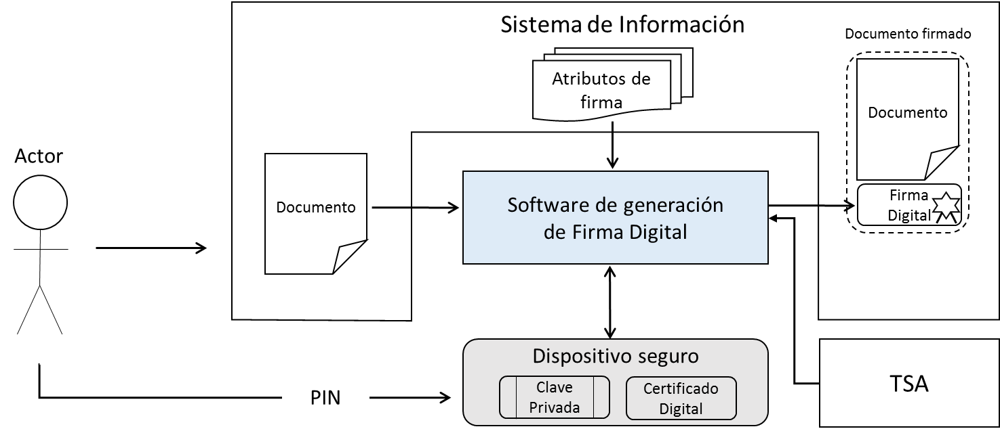 Sistema de Información
Documento firmado
Atributos de
firma
Documento
Actor
Documento
Software de generación
de Firma Digital
Firma
Digital
Dispositivo seguro
Clave
Privada
Certificado
Digital
TSA
PIN